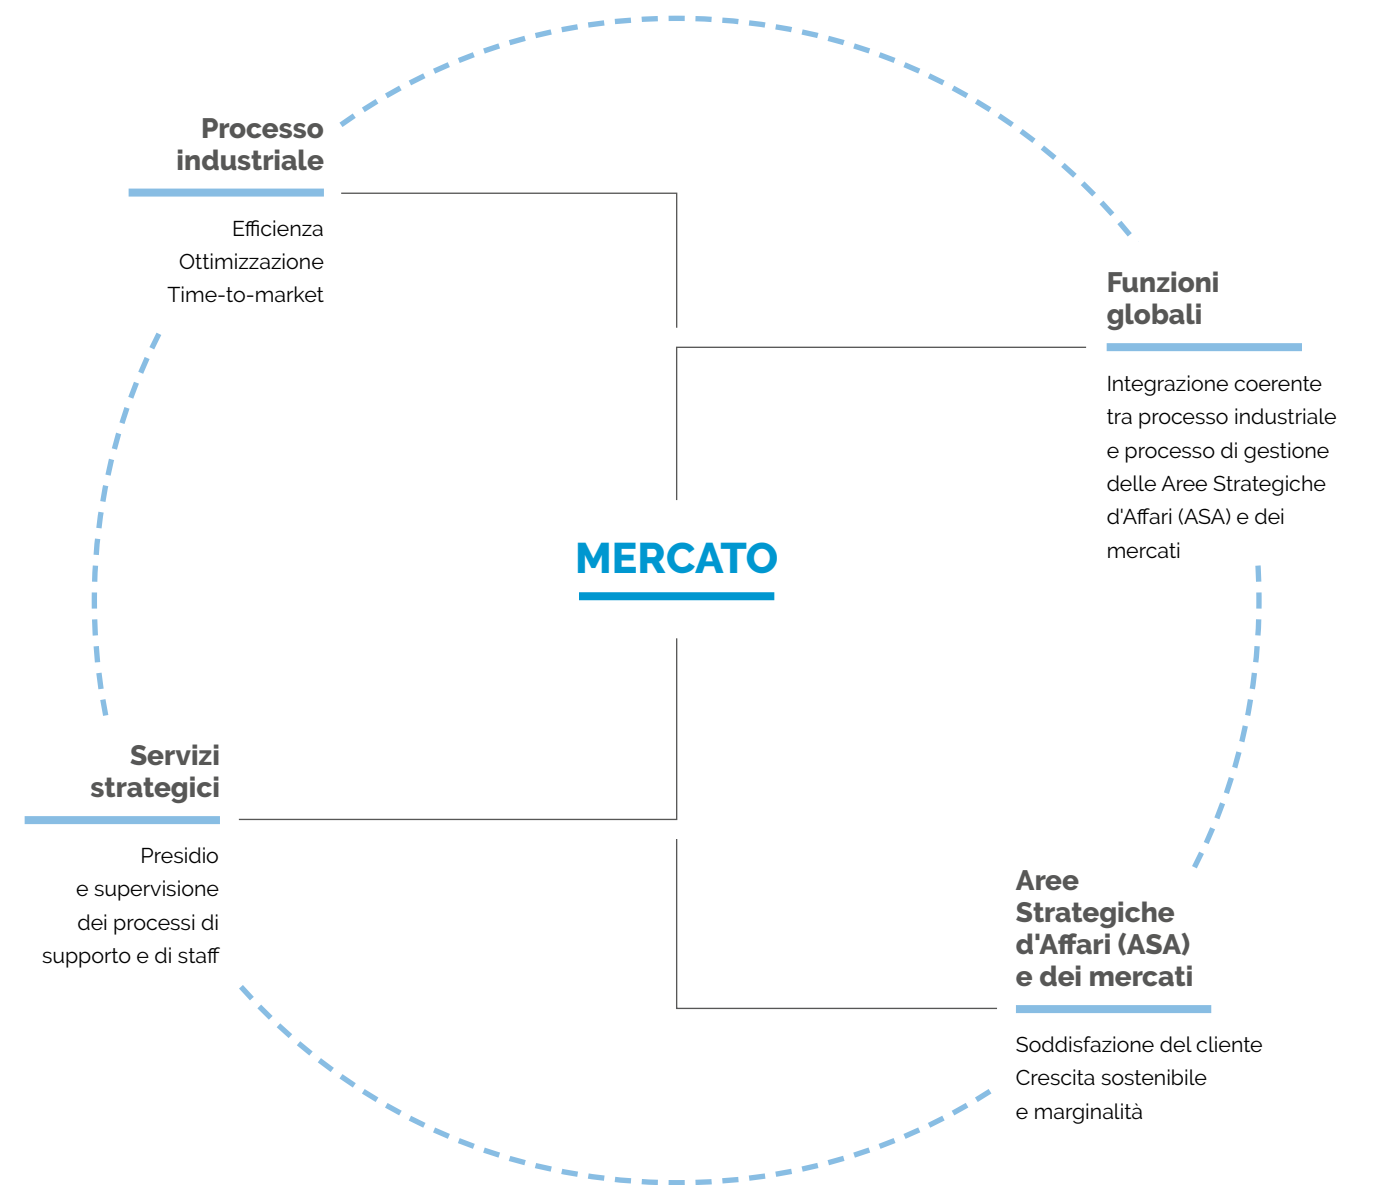 Processo
industriale
Efficienza
Ottimizzazione
Time-to-market
Funzioni
globali
Integrazione coerente
tra processo industriale
e processo di gestione
delle Aree Strategiche
d'Affari (ASA) e dei
mercati
MERCATO
Servizi
strategici
Presidio
e supervisione
dei processi di
supporto e di staff
Aree
Strategiche
d'Affari (ASA)
e dei mercati
Soddisfazione del cliente
Crescita sostenibile
e marginalità